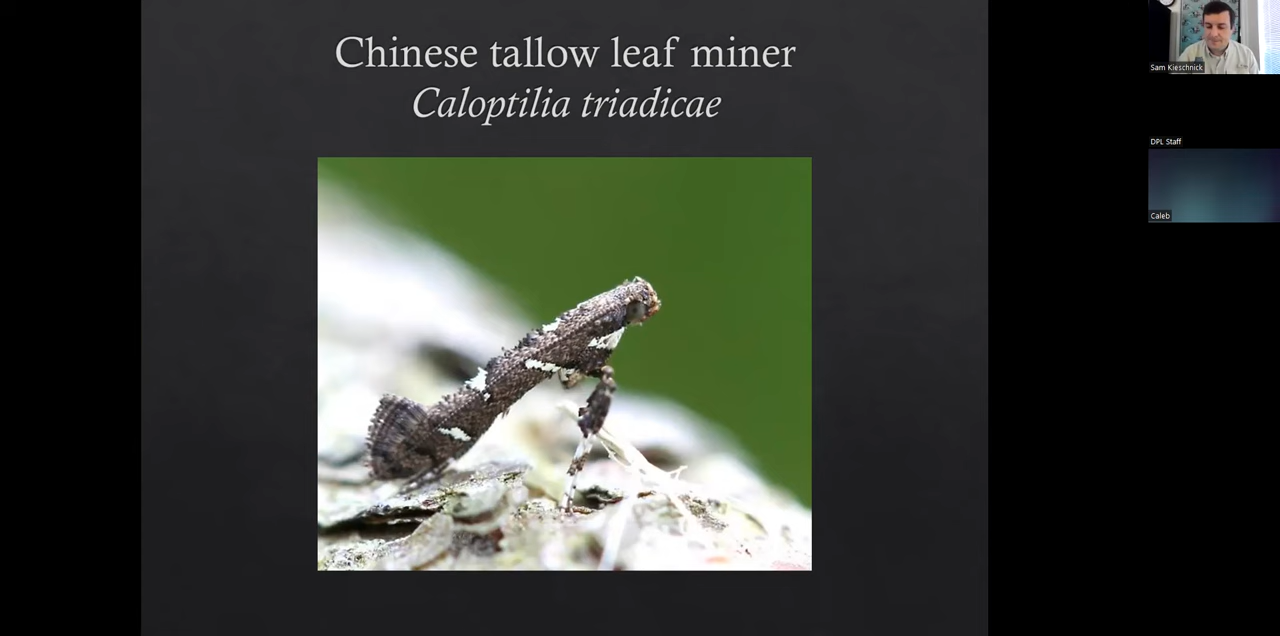 Chinese tallow leaf miner
Caloptilia triadicae
Sam Kieschnick
DPL Staff
Caleb